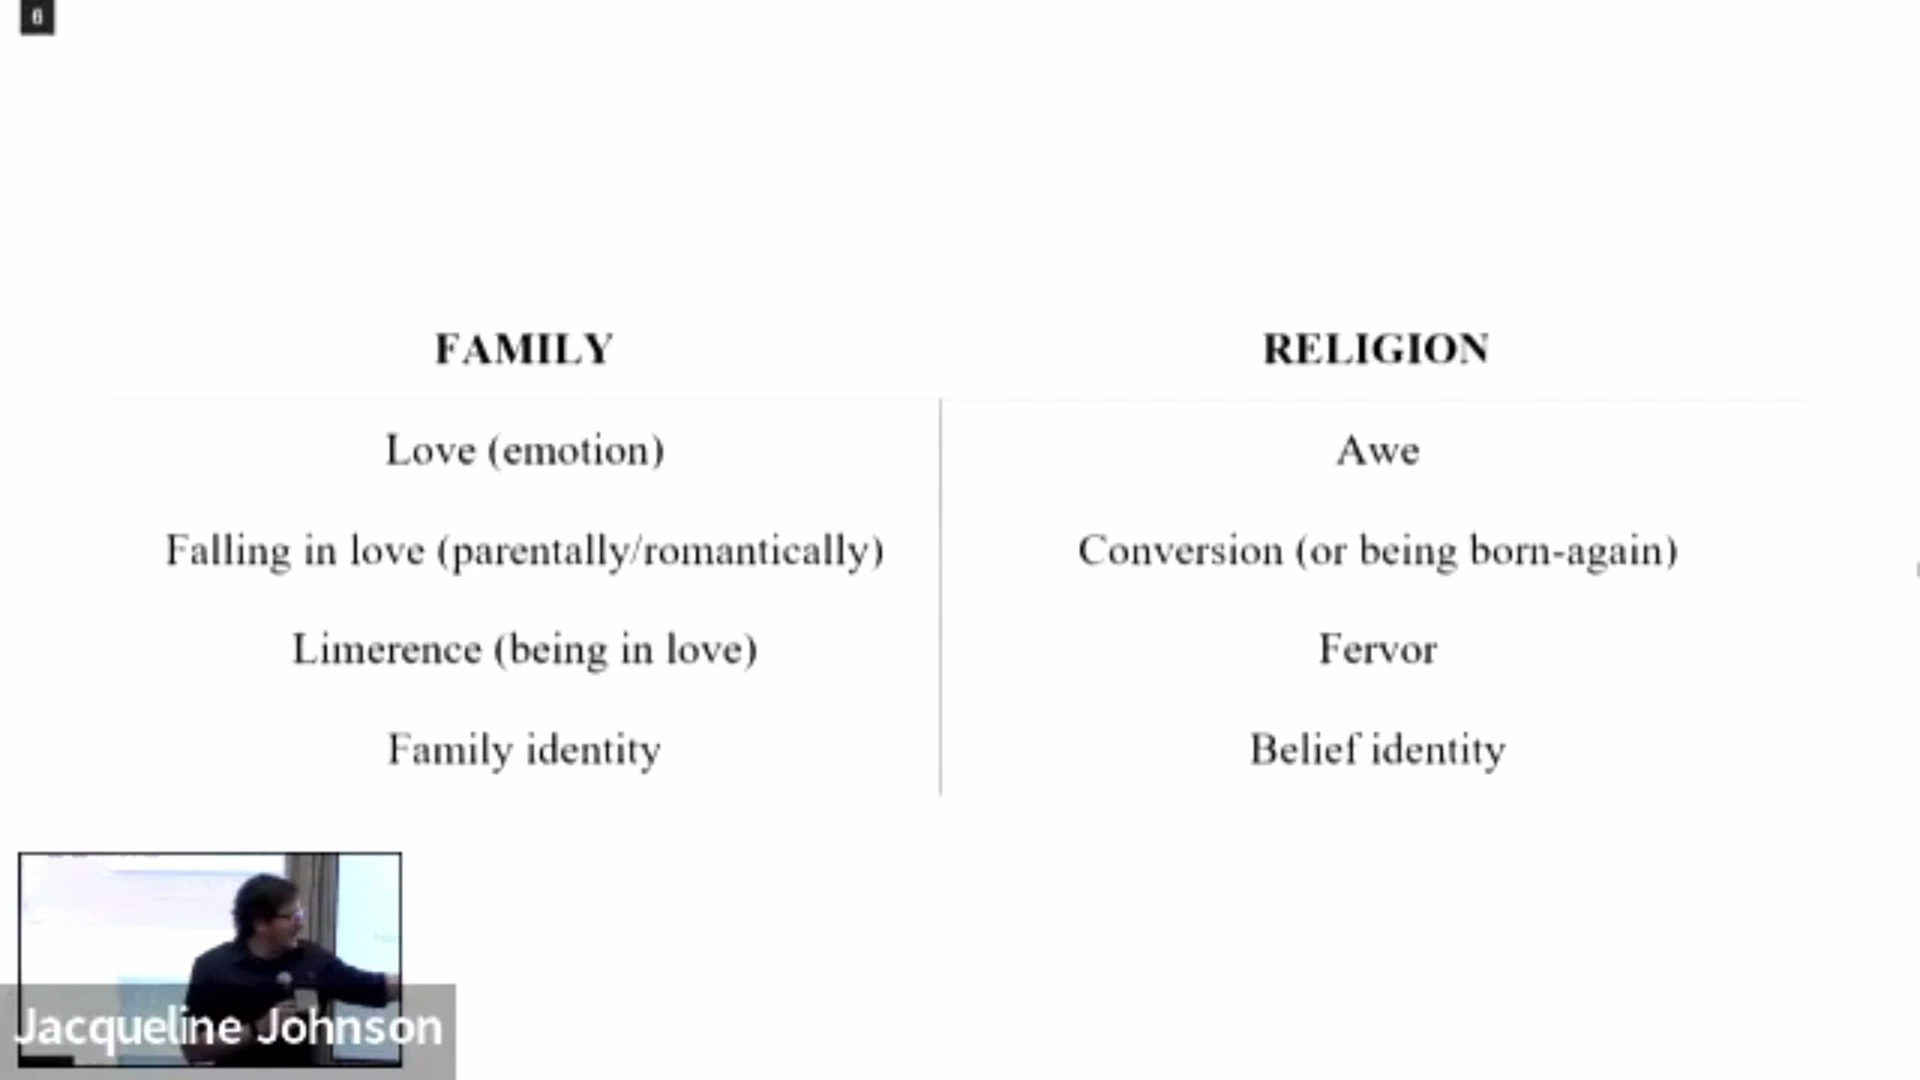 6
FAMILY RELIGION
Love (emotion) Awe
Falling in love (parentally/romantically) Conversion (or being born-again)
Limerence (being in love) Fervor
Family identity Belief identity
Jacqueline Johnson